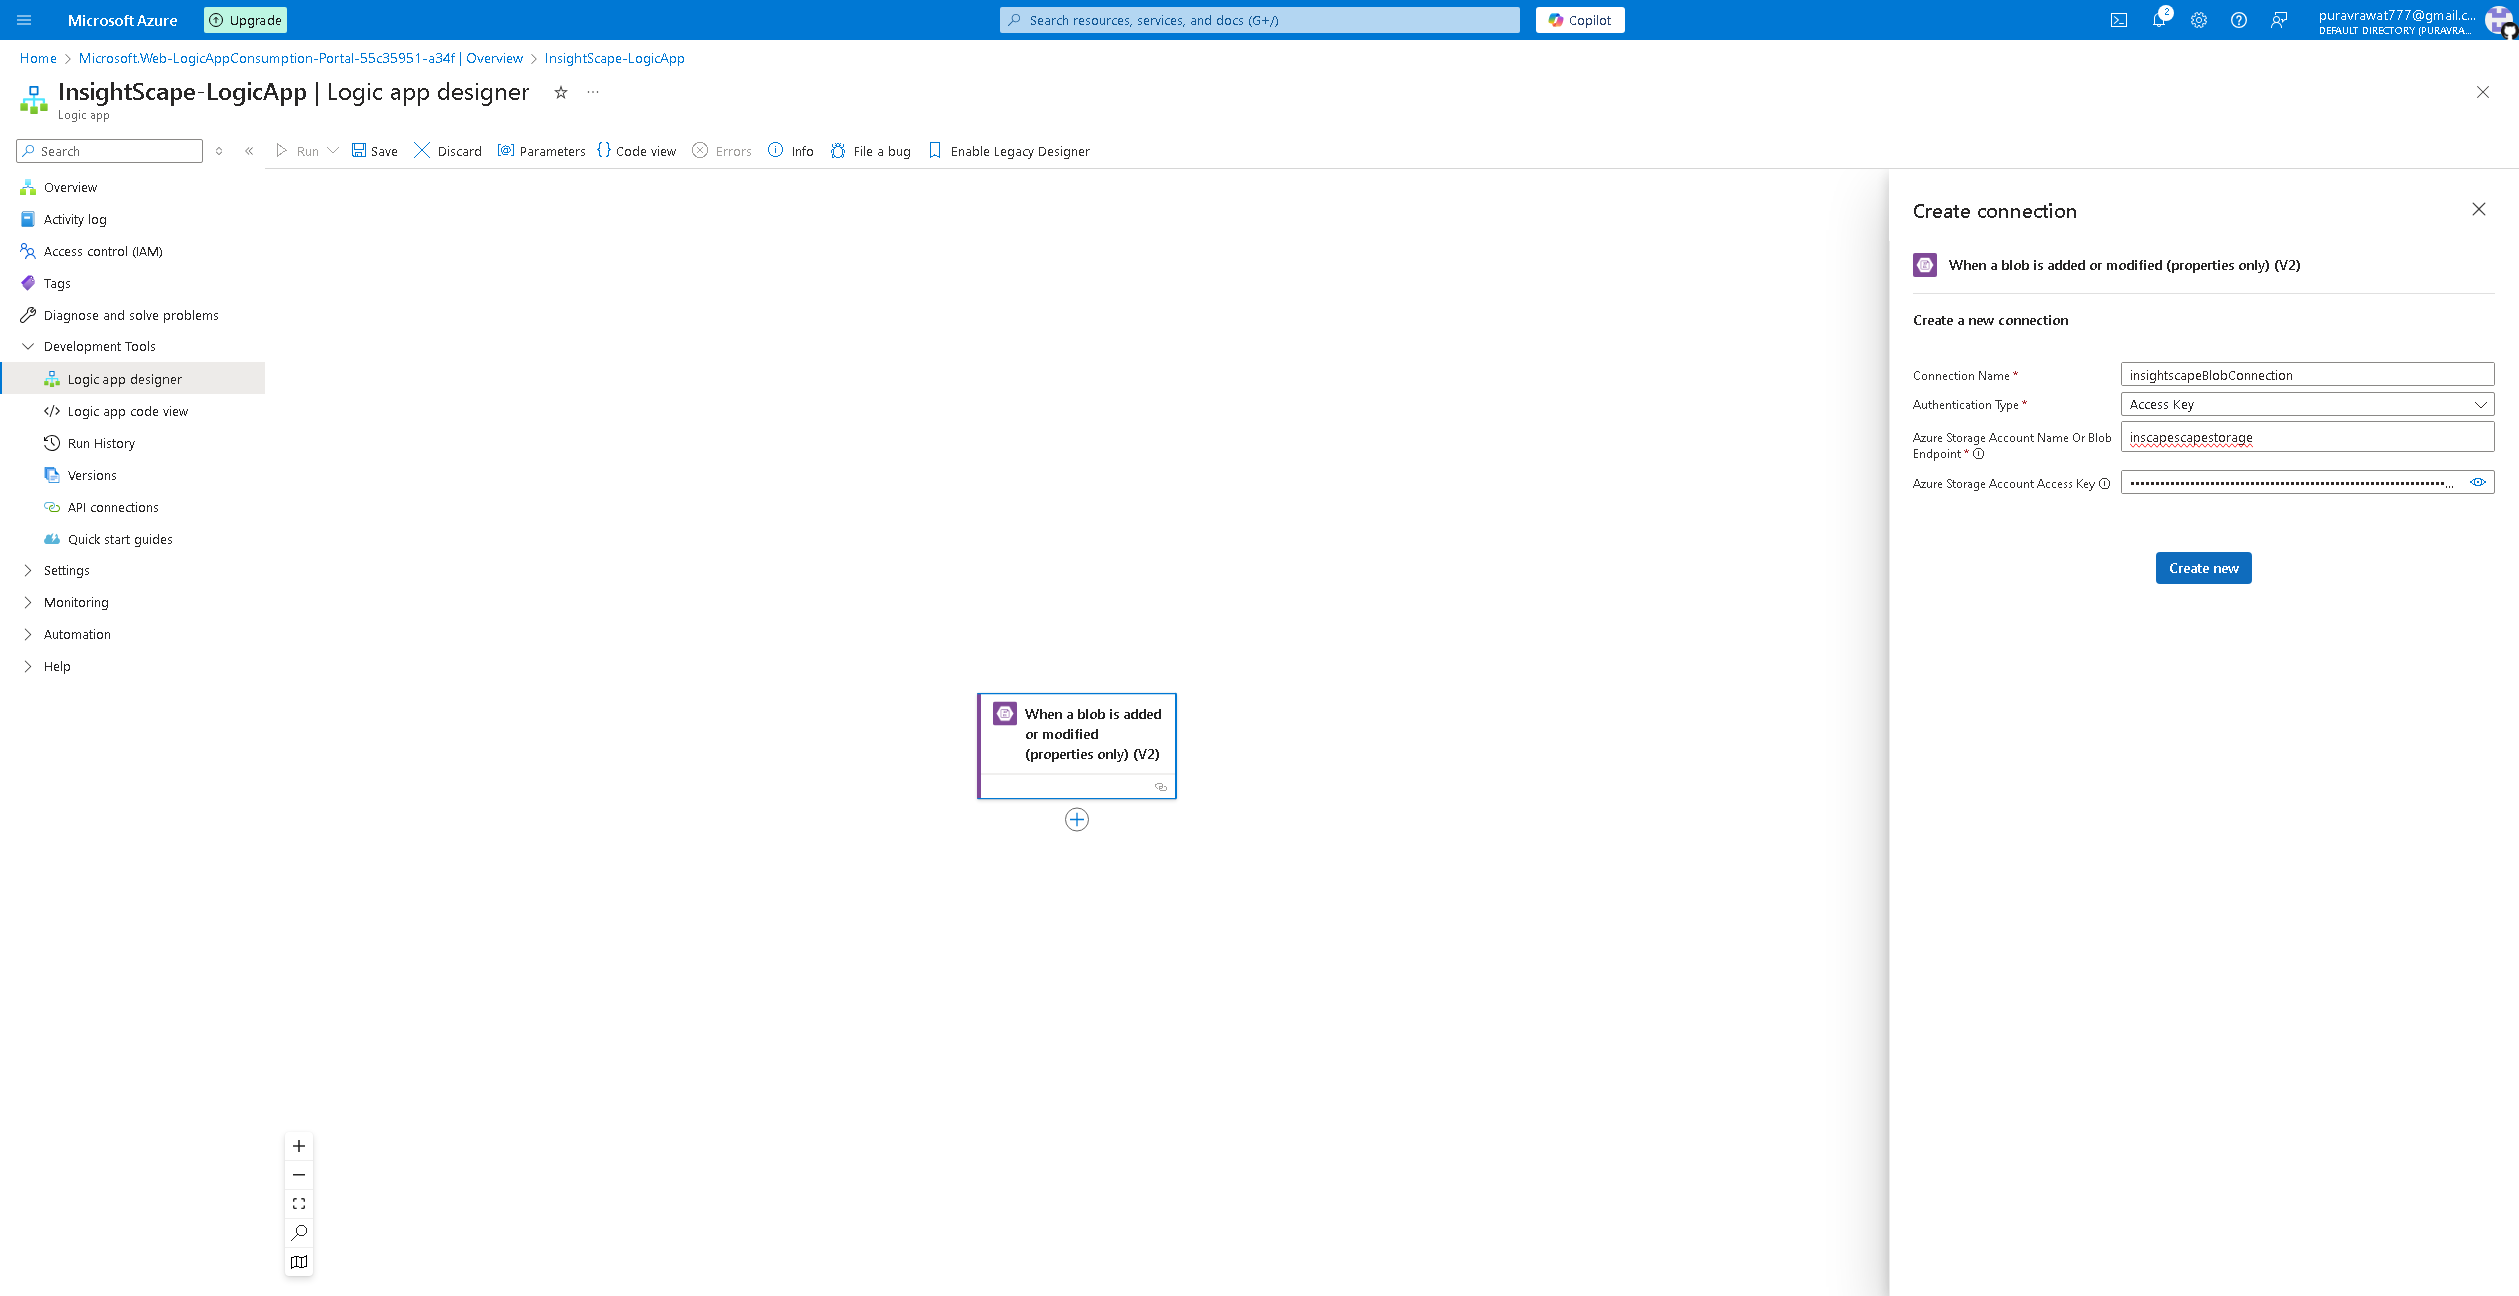 Microsoft Azure
Upgrade
Search resources, services, and docs (G+/)
Copilot
2
puravrawat777@gmail.c...
DEFAULT DIRECTORY (PURAVRA...
Home > Microsoft.Web-LogicAppConsumption-Portal-55c35951-a34f | Overview > InsightScape-LogicApp
InsightScape-LogicApp | Logic app designer
Logic app
Search
Run
Save
Discard
Parameters
Code view
Errors
Info
File a bug
Enable Legacy Designer
Overview
Activity log
Access control (IAM)
Tags
Diagnose and solve problems
Development Tools
Logic app designer
Logic app code view
Run History
Versions
API connections
Quick start guides
Settings
Monitoring
Automation
Help
When a blob is added
or modified
(properties only) (V2)
Create connection
When a blob is added or modified (properties only) (V2)
Create a new connection
Connection Name *
insightscapeBlobConnection
Authentication Type *
Access Key
Azure Storage Account Name Or Blob
Endpoint *
inscapescapestorage
Azure Storage Account Access Key
Create new